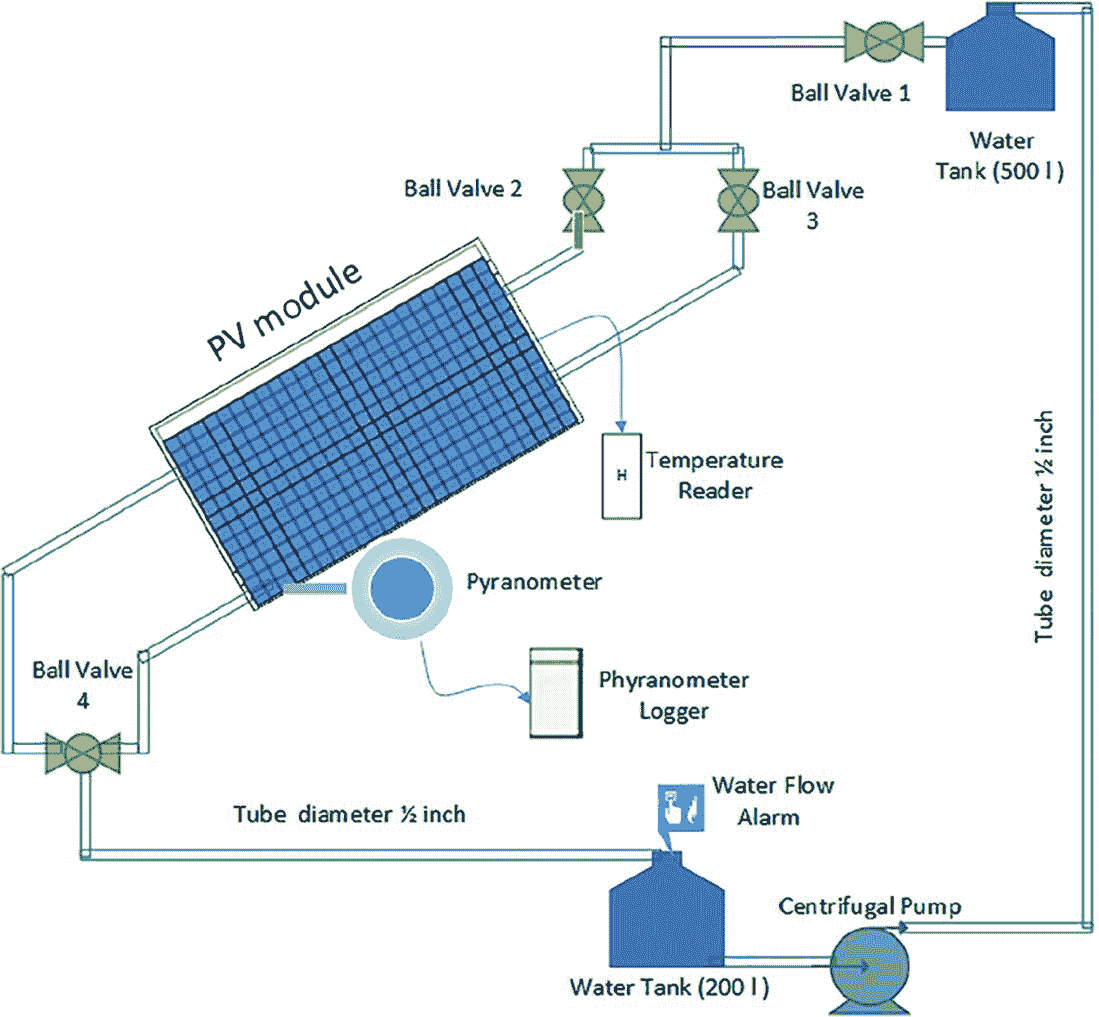 Ball Valve 1
Water
Tank (500 l)
Ball Valve 2
Ball Valve
3
PV module
Temperature
Reader
H
Tube diameter ½ inch
Pyranometer
Ball Valve
4
Phyranometer
Logger
Tube diameter ½ inch
Water Flow
Alarm
Centrifugal Pump
Water Tank (200 l)